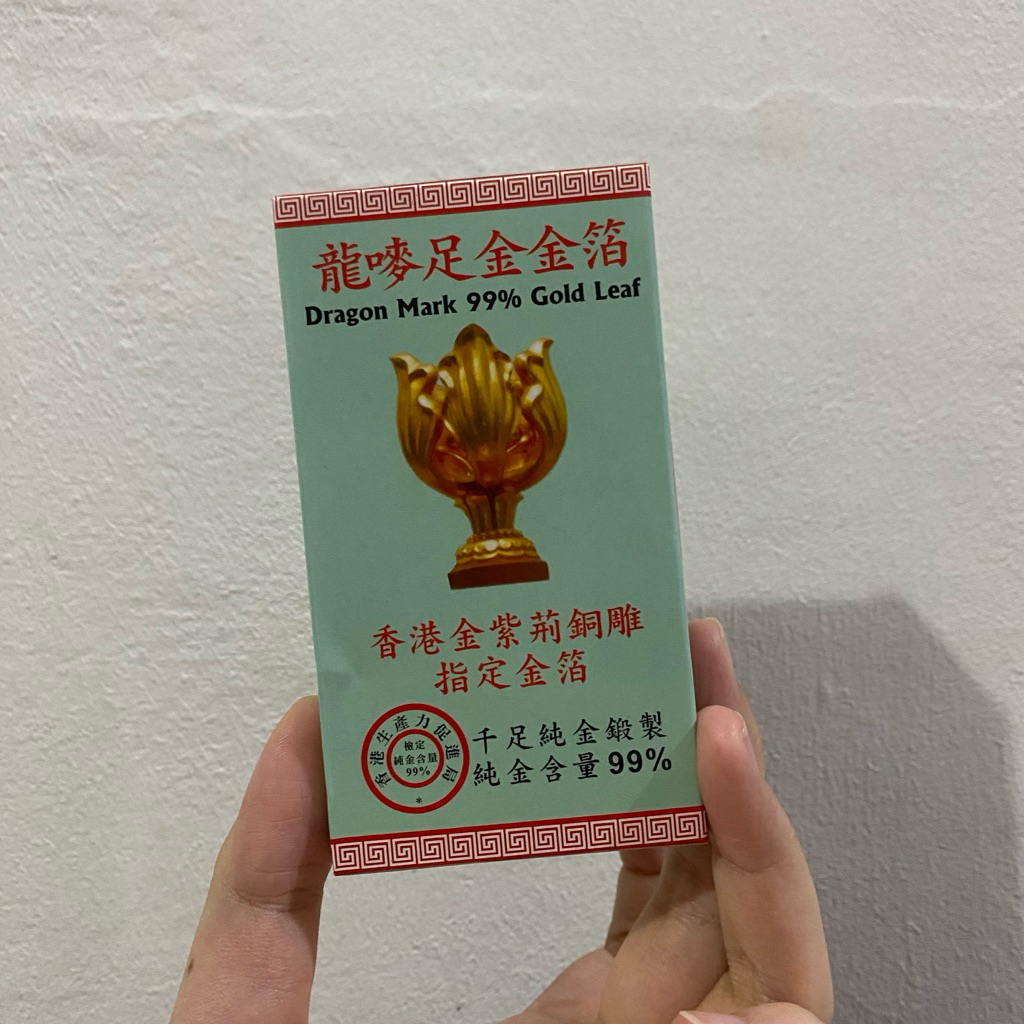 龍嘜足金金箔
Dragon Mark 99% Gold Leaf
香港金紫荊銅雕
指定金箔
香港生產力促進局
檢定
純金含量
99%
*
千足純金鍛製
純金含量99%